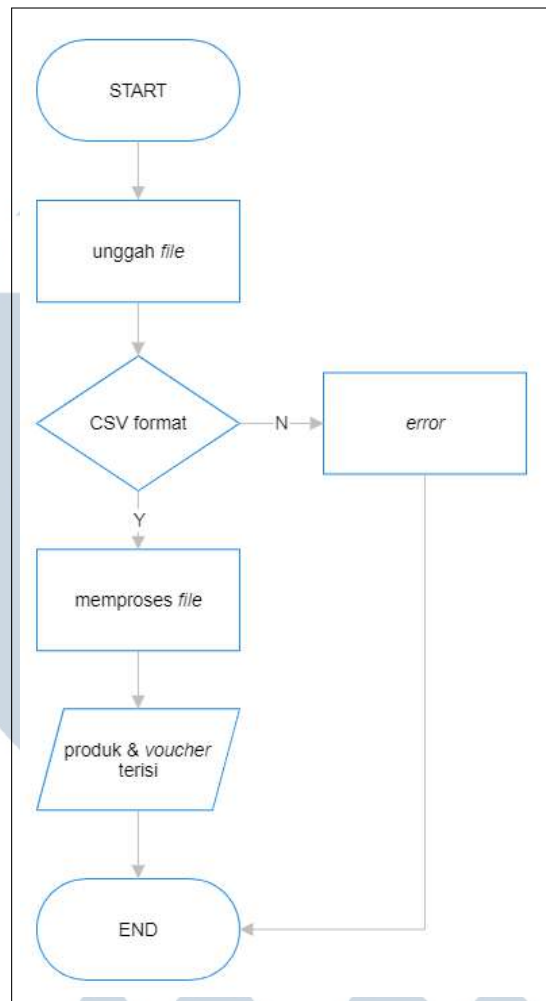 START
unggah file
CSV format
N
error
Y
memproses file
produk & voucher
terisi
END